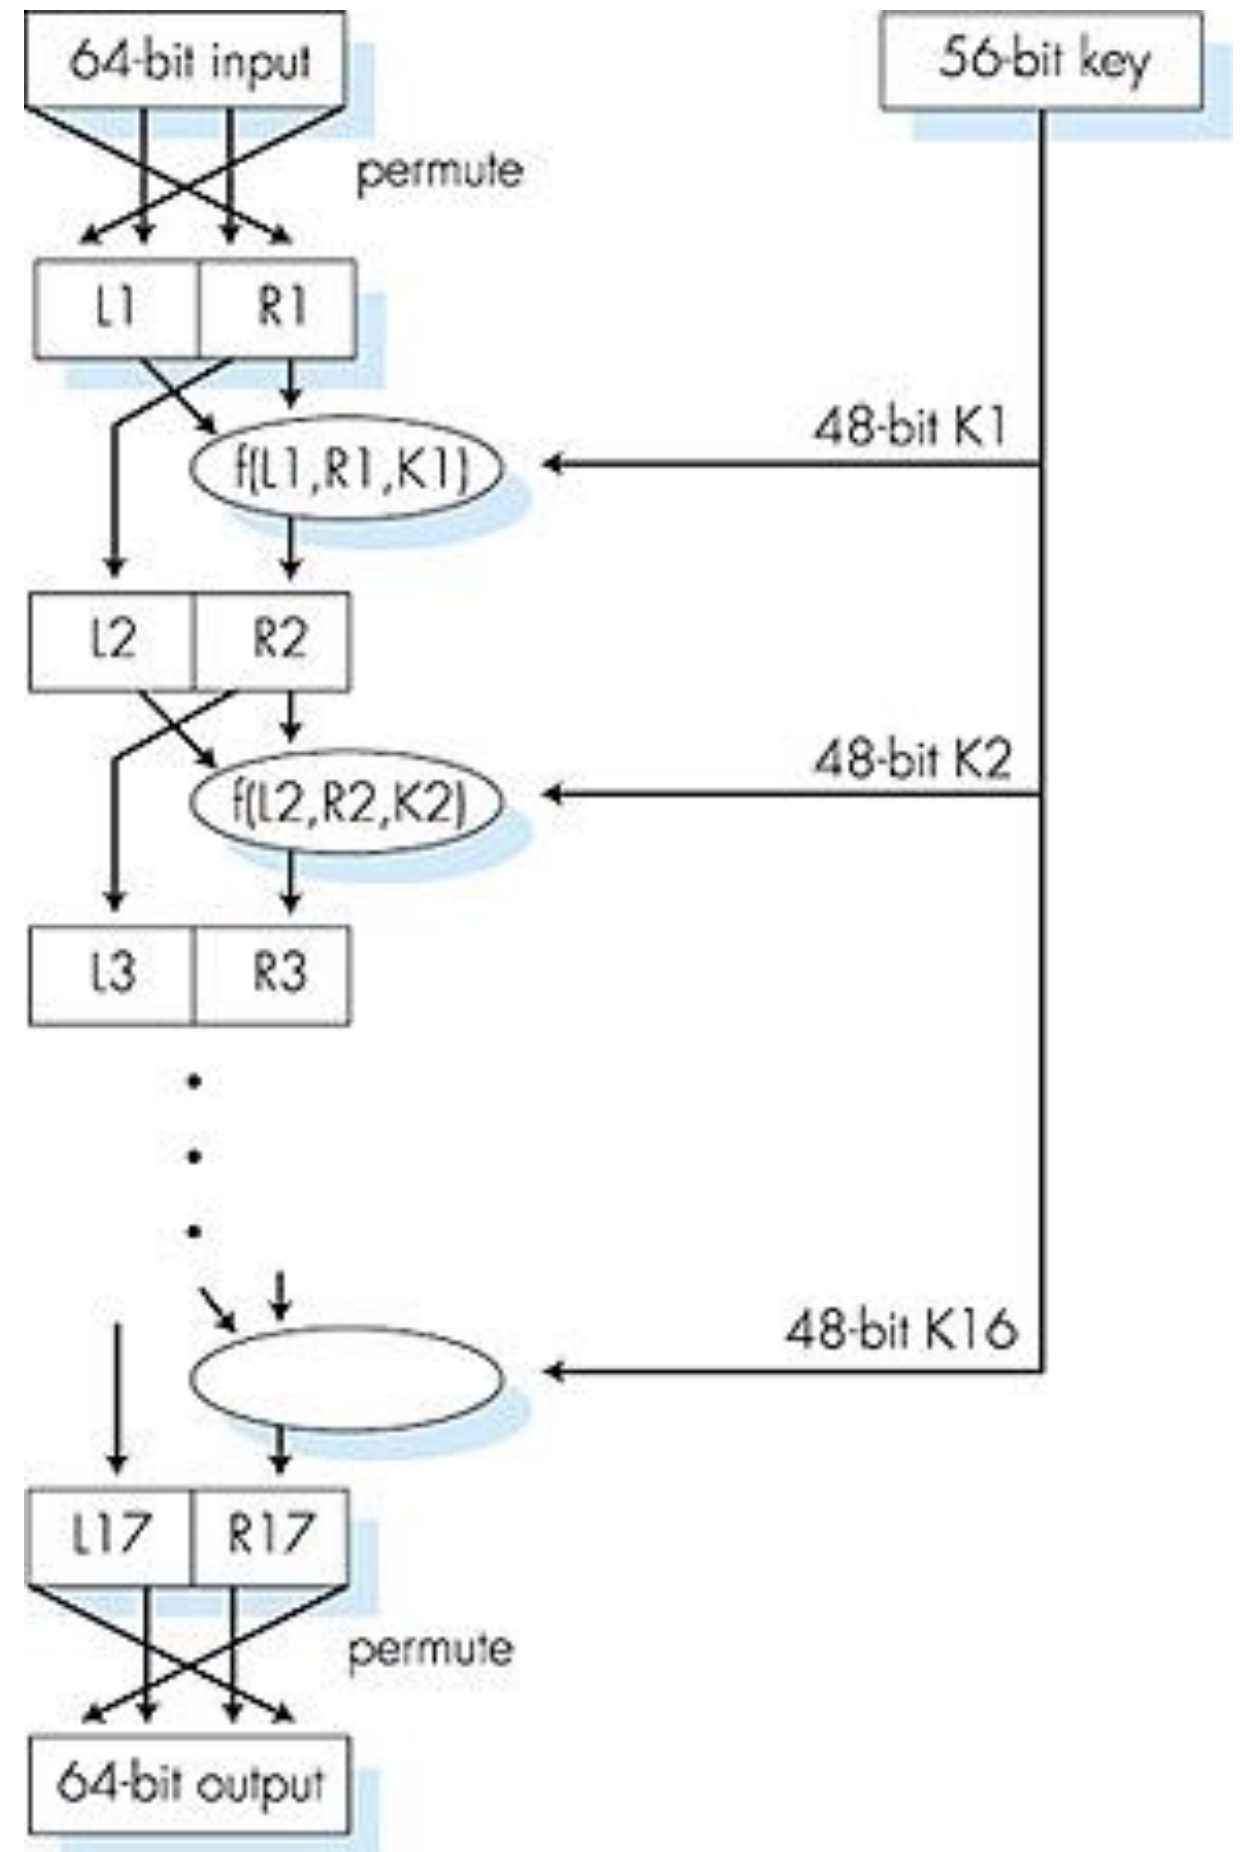 64-bit input
56-bit key
permute
L1 R1
48-bit K1
f(L1,R1,K1)
L2 R2
48-bit K2
f(L2,R2,K2)
L3 R3
48-bit K16
L17 R17
permute
64-bit output